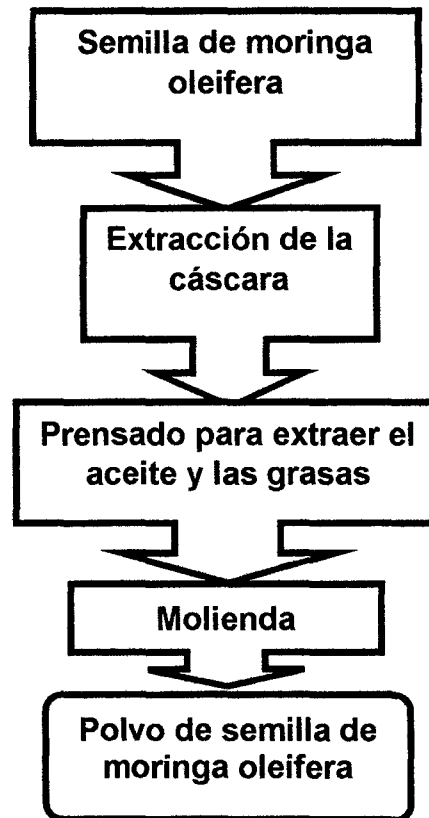 Semilla de moringa
oleifera
Extracción de la
cáscara
Prensado para extraer el
aceite y las grasas
Molienda
Polvo de semilla de
moringa oleifera